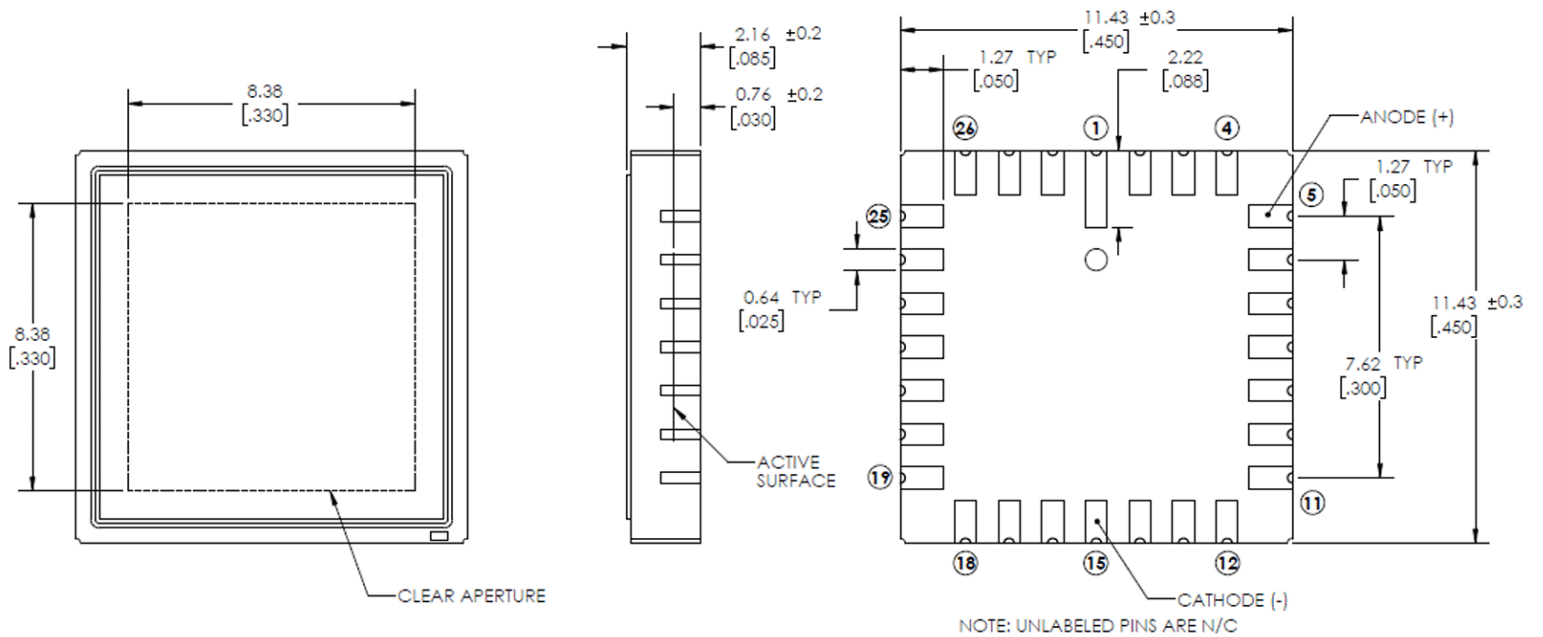 8.38
[.330]
8.38
[.330]
CLEAR APERTURE
2.16 ±0.2
[.085]
0.76 ±0.2
[.030]
ACTIVE
SURFACE
11.43 ±0.3
[.450]
1.27 TYP
[.050]
2.22
[.088]
26
1
4
ANODE (+)
1.27 TYP
[.050]
5
25
0.64 TYP
[.025]
11.43 ±0.3
[.450]
7.62 TYP
[.300]
19
11
18
15
12
CATHODE (-)
NOTE: UNLABELED PINS ARE N/C